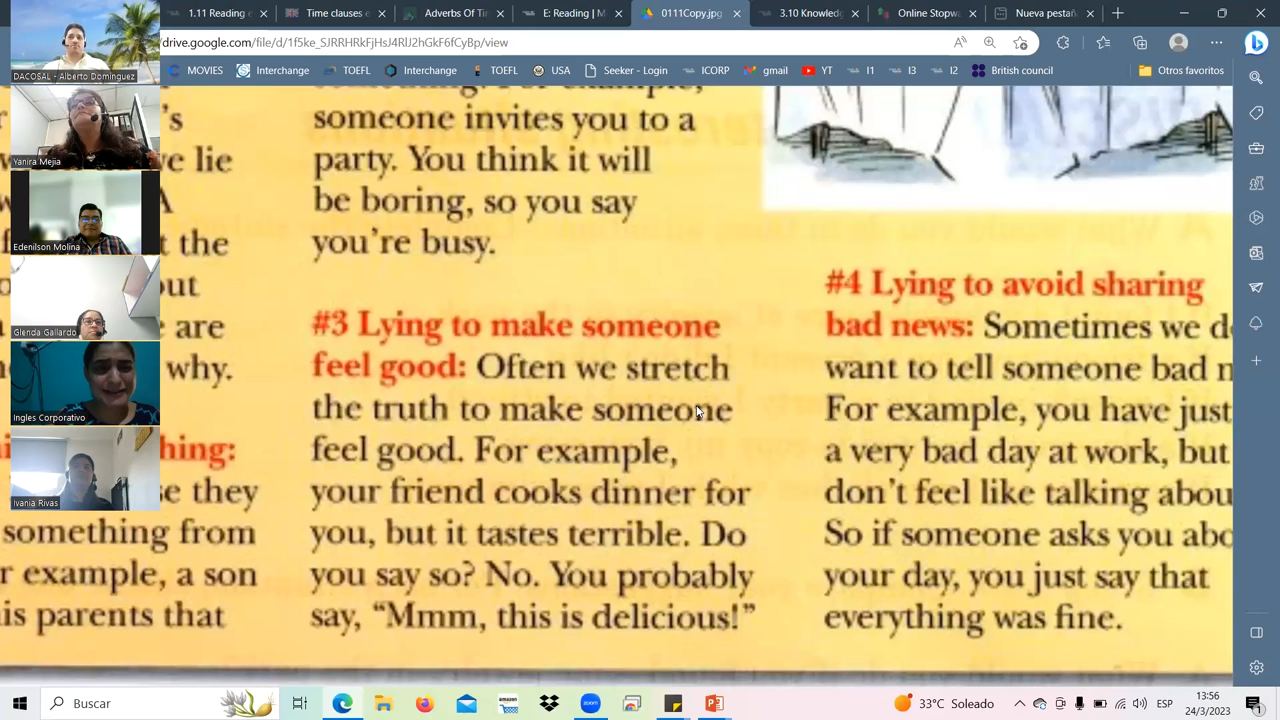 1.11 Reading e
Time clauses e
Adverbs Of Ti
E: Reading | M
0111Copy.jpg
3.10 Knowled
Online Stopw
Nueva pestañ
drive.google.com/file/d/1f5ke_SJRRHRkFjHsJ4RlJ2hGkF6fCyBp/view
MOVIES
Interchange
TOEFL
Interchange
TOEFL
USA
Seeker - Login
ICORP
gmail
YT
I1
I3
I2
British council
Otros favoritos
DACOSAL - Alberto Domínguez
Yanira Mejia
Edenilson Molina
Glenda Gallardo
Ingles Corporativo
Ivania Rivas
's
e lie
A
the
out
are
why.
hing:
e they
something from
r example, a son
is parents that
someone invites you to a
party. You think it will
be boring, so you say
you're busy.
#3 Lying to make someone
feel good: Often we stretch
the truth to make someone
feel good. For example,
your friend cooks dinner for
you, but it tastes terrible. Do
you say so? No. You probably
say, “Mmm, this is delicious!”
#4 Lying to avoid sharing
bad news: Sometimes we d
want to tell someone bad n
For example, you have just
a very bad day at work, but
don't feel like talking abou
So if someone asks you abo
your day, you just say that
everything was fine.
Buscar
33°C Soleado
ESP
13:56
24/3/2023